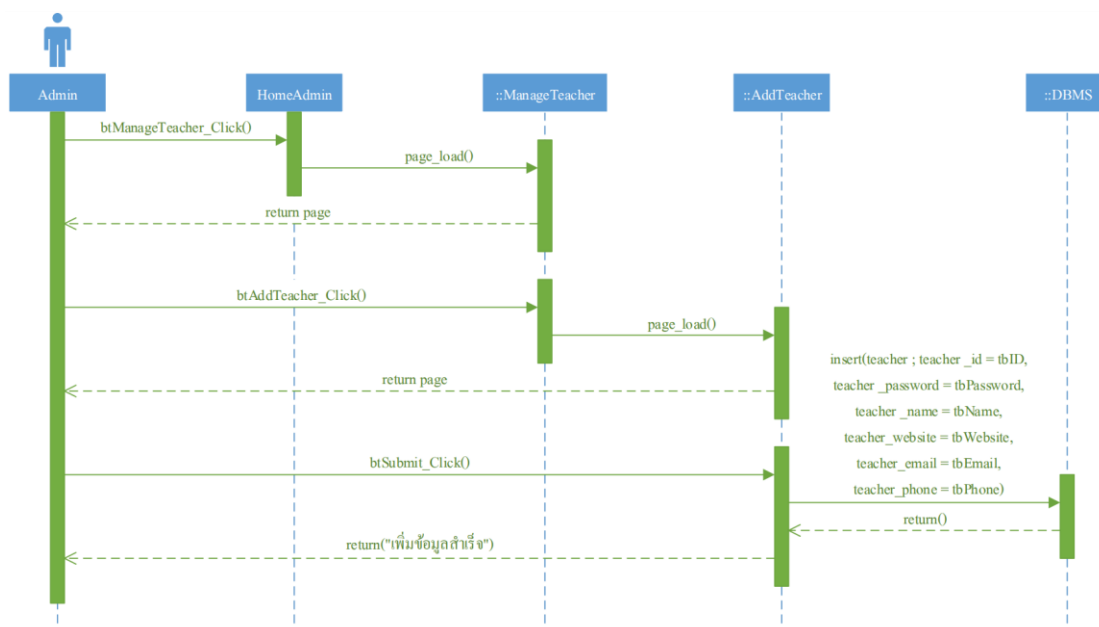 Admin
HomeAdmin
::ManageTeacher
::AddTeacher
::DBMS
btManageTeacher_Click()
page_load()
return page
btAddTeacher_Click()
page_load()
return page
insert(teacher ; teacher _id = tbID,
teacher _password = tbPassword,
teacher _name = tbName,
teacher_website = tbWebsite,
teacher_email = tbEmail,
teacher_phone = tbPhone)
btSubmit_Click()
return()
return("เพิ่มข้อมูลสำเร็จ")